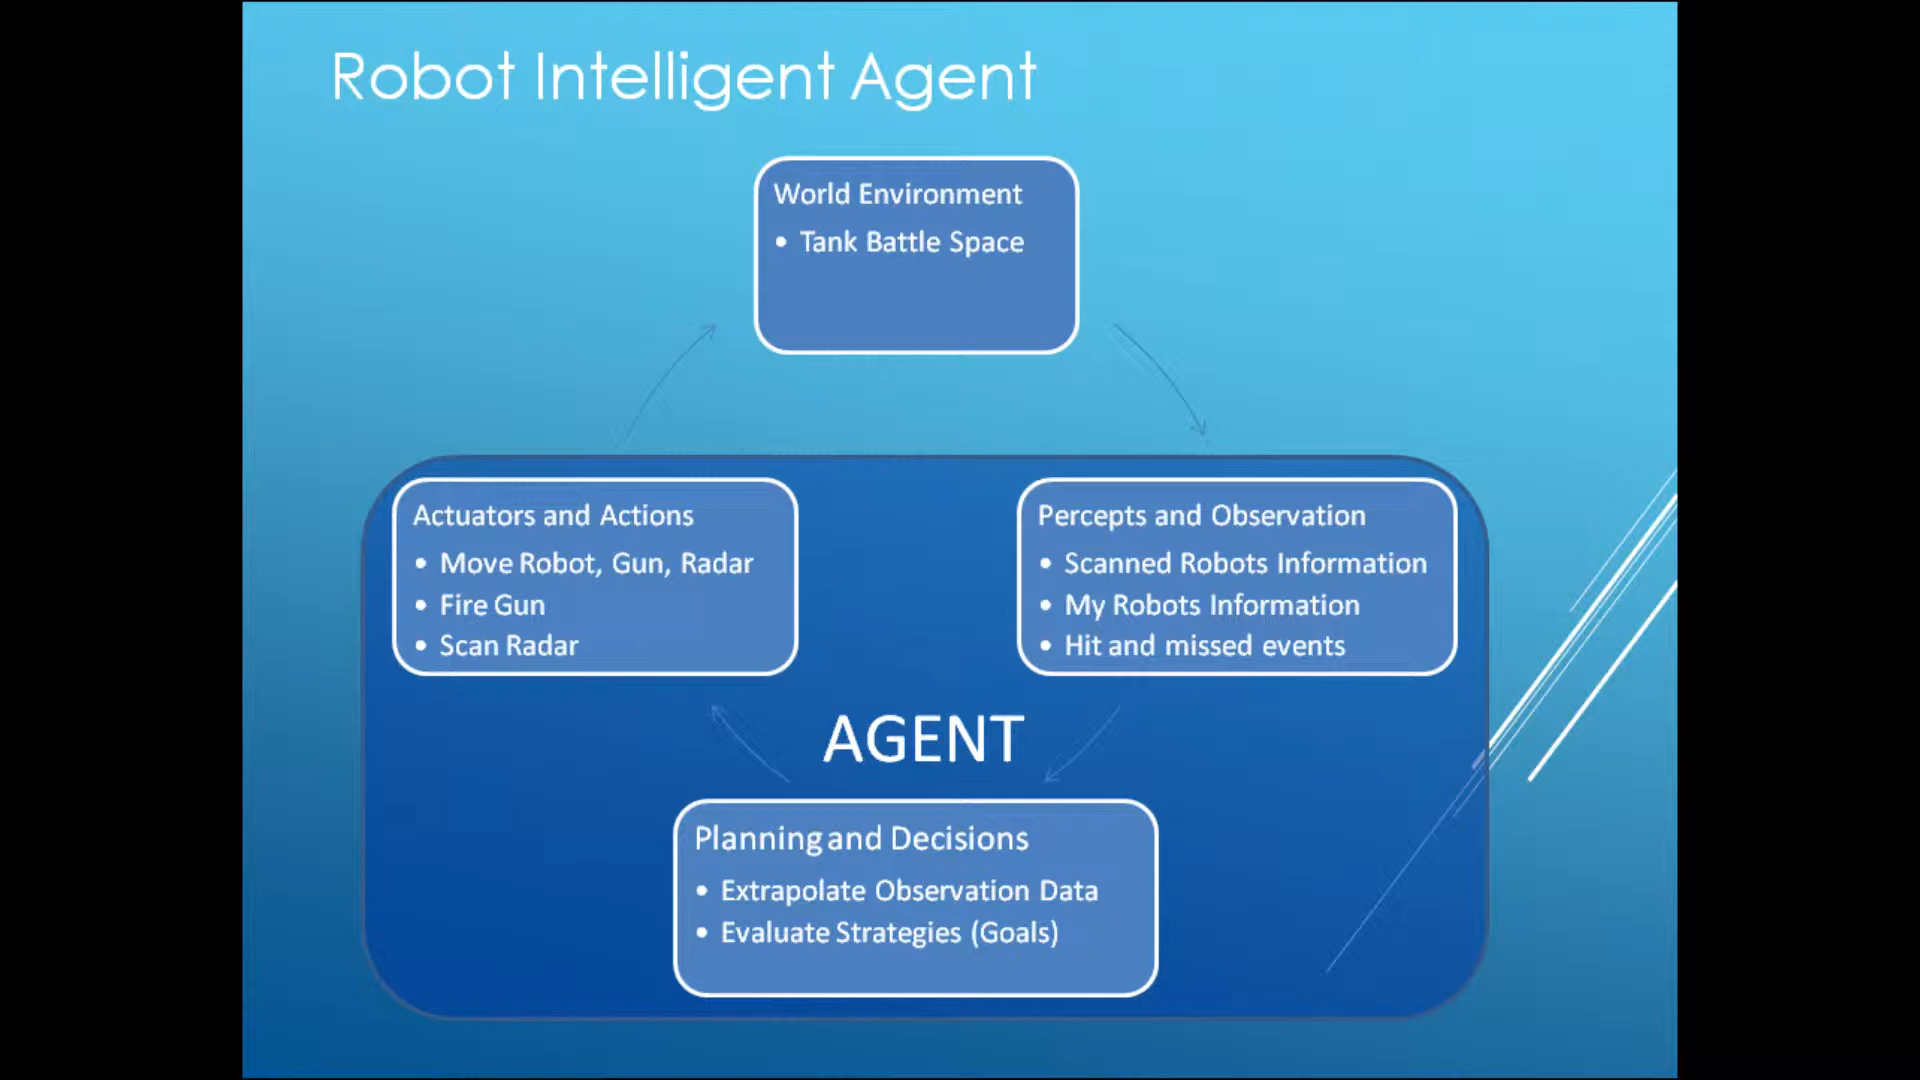 Robot Intelligent Agent
World Environment
• Tank Battle Space
Actuators and Actions
• Move Robot, Gun, Radar
• Fire Gun
• Scan Radar
Percepts and Observation
• Scanned Robots Information
• My Robots Information
• Hit and missed events
AGENT
Planning and Decisions
• Extrapolate Observation Data
• Evaluate Strategies (Goals)